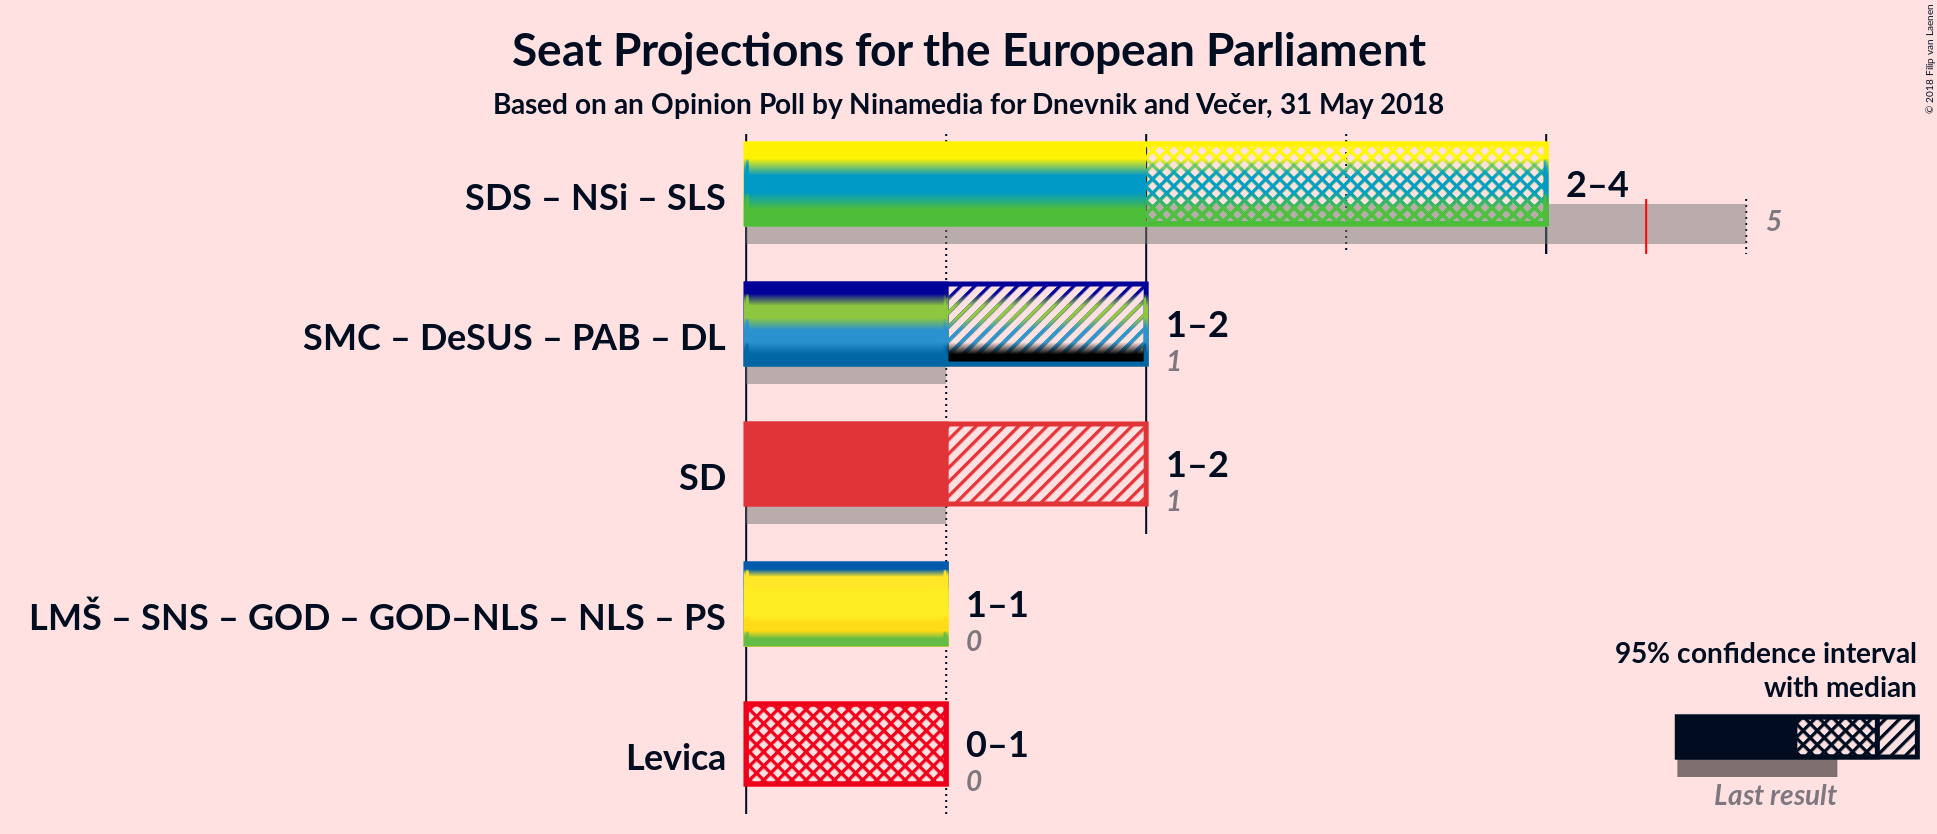 Seat Projections for the European Parliament
Based on an Opinion Poll by Ninamedia for Dnevnik and Večer, 31 May 2018
© 2018 Filip van Laenen
SDS – NSi – SLS
2–4
5
SMC – DeSUS – PAB – DL
1–2
1
SD
1–2
1
LMŠ – SNS – GOD – GOD–NLS – NLS – PS
1–1
0
Levica
0–1
0
95% confidence interval
with median
Last result